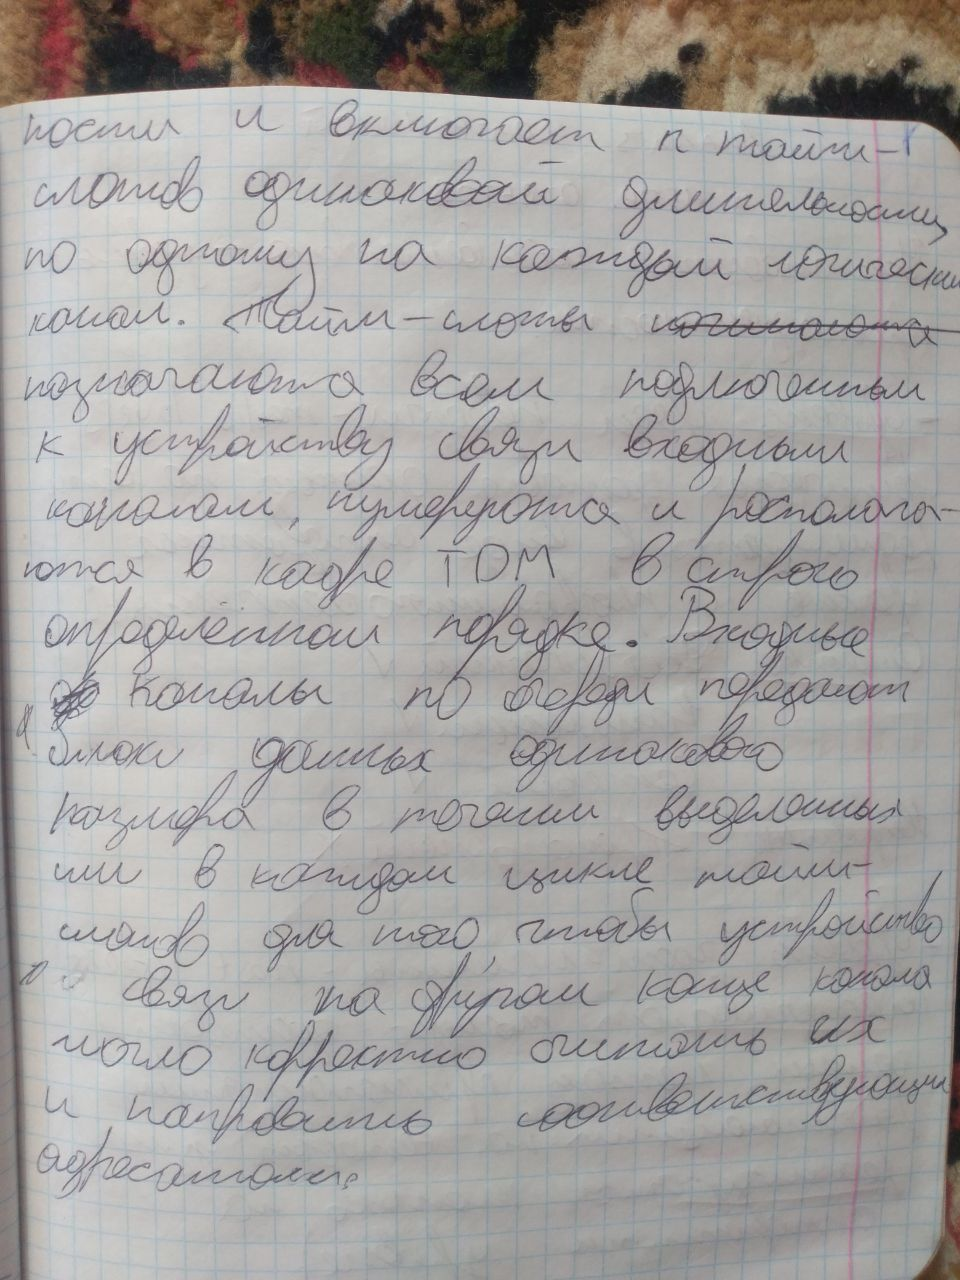 ности и включает n тайм-
слотов одинаковой длительности,
по одному на каждый логический
канал. Тайм-слоты
назначаются всем подключенным
к устройству связи входным
каналам, нумеруются и располага-
ются в кадре TDM в строго
определённом порядке. Входные
каналы по очереди передают
блоки данных одинакового
размера в течении выделенных
им в каждом цикле тайм-
слотов для того, чтобы устройство
связи на другом конце канала
могло корректно считать их
и направить соответствующим
адресатам.